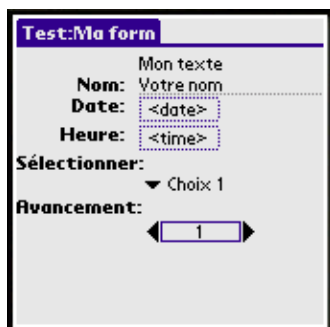 Test:Ma form
Mon texte
Nom: Votre nom
Date: <date>
Heure: <time>
Sélectionner:
Choix 1
Avancement:
1